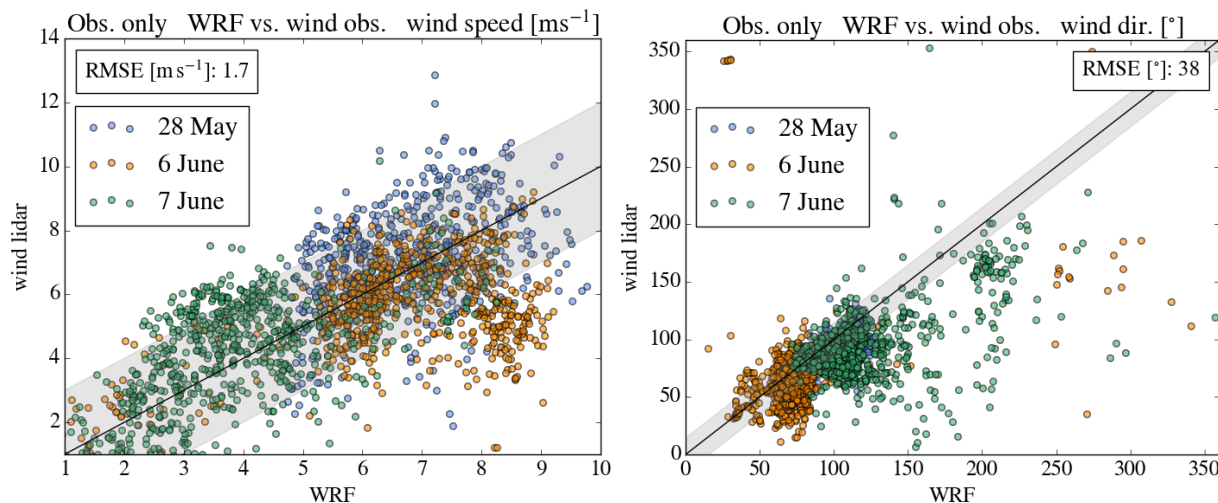 Obs. only WRF vs. wind obs. wind speed [ms⁻¹]
RMSE [m s⁻¹]: 1.7
28 May
6 June
7 June
14
12
10
8
6
4
2
wind lidar
1 2 3 4 5 6 7 8 9 10
WRF
Obs. only WRF vs. wind obs. wind dir. [°]
RMSE [°]: 38
28 May
6 June
7 June
350
300
250
200
150
100
50
0
wind lidar
0 50 100 150 200 250 300 350
WRF